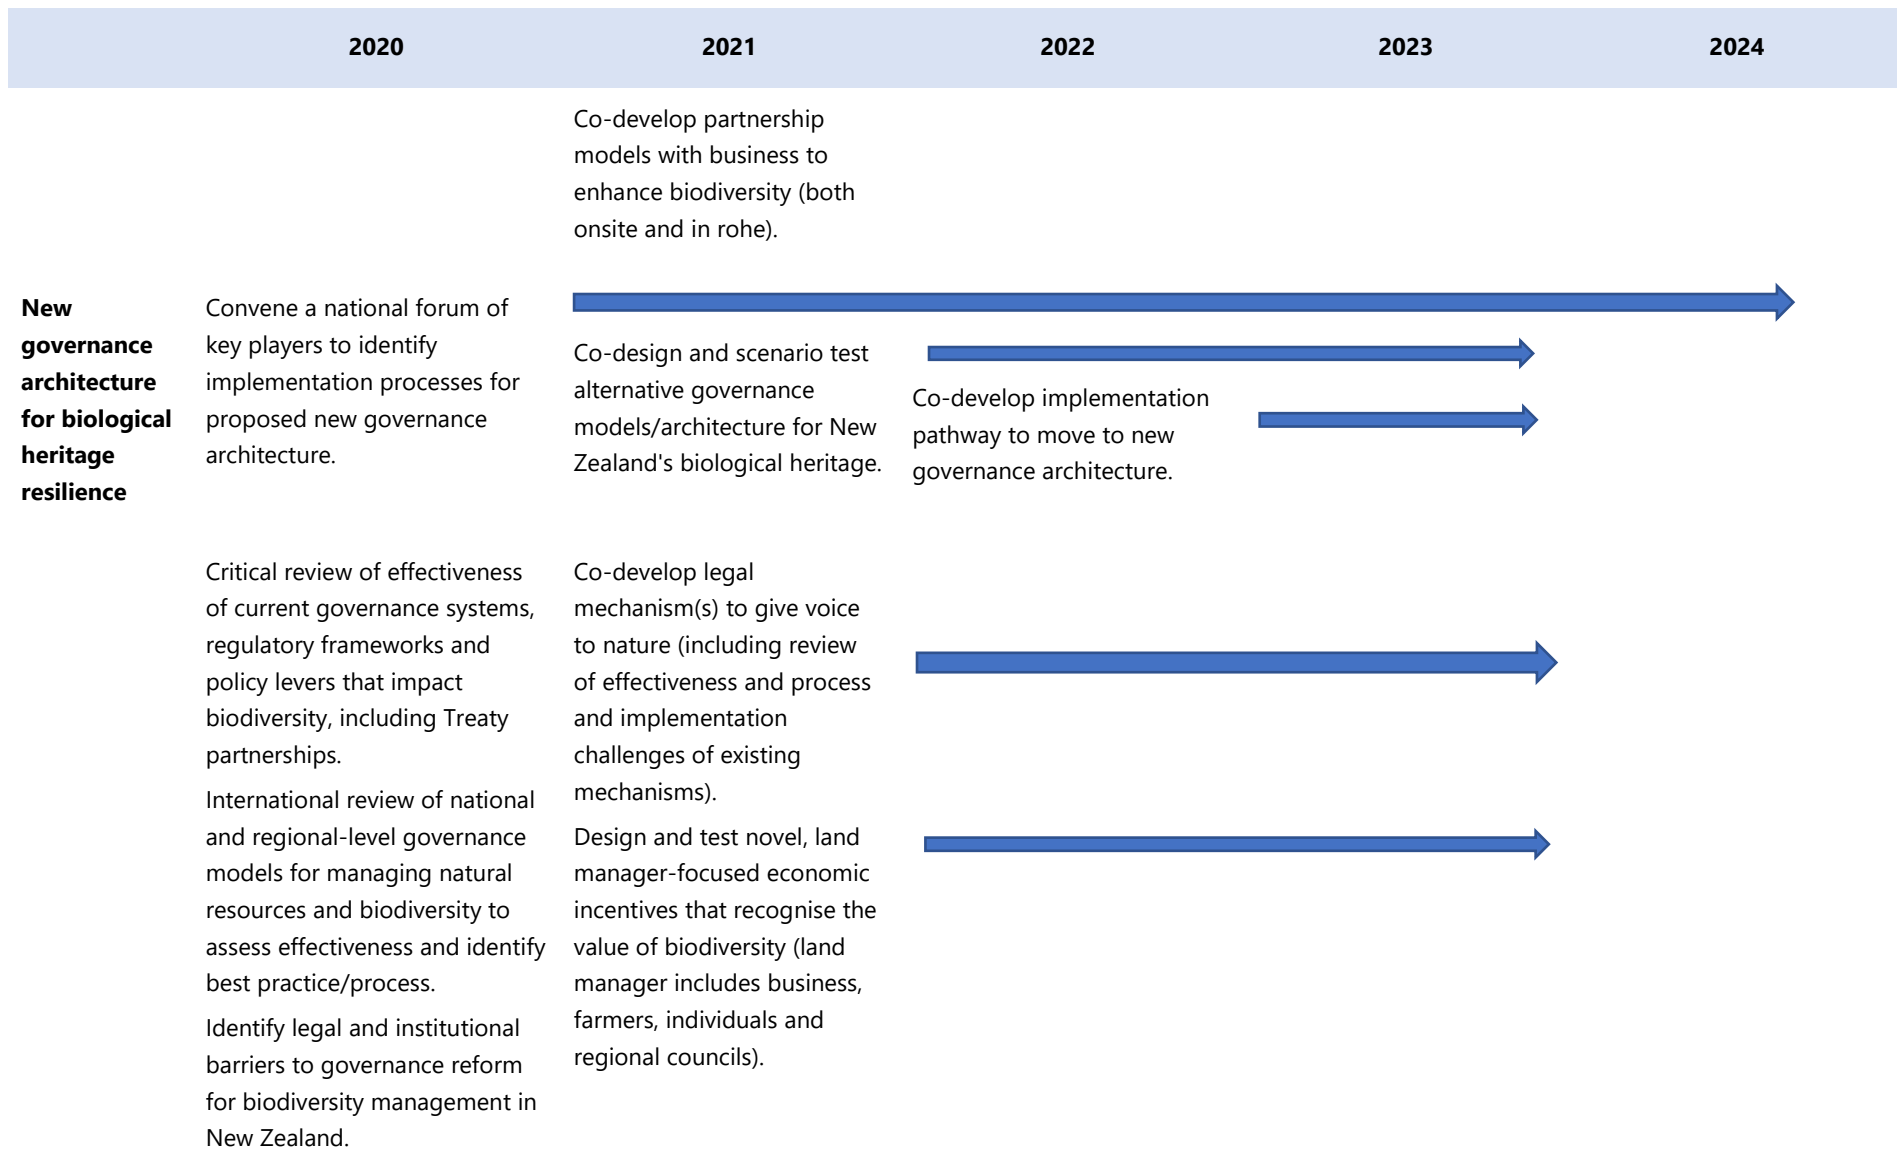 2020 2021 2022 2023 2024
Co-develop partnership
models with business to
enhance biodiversity (both
onsite and in rohe).
New
governance
architecture
for biological
heritage
resilience
Convene a national forum of
key players to identify
implementation processes for
proposed new governance
architecture.
Co-design and scenario test
alternative governance
models/architecture for New
Zealand's biological heritage.
Co-develop implementation
pathway to move to new
governance architecture.
Critical review of effectiveness
of current governance systems,
regulatory frameworks and
policy levers that impact
biodiversity, including Treaty
partnerships.
International review of national
and regional-level governance
models for managing natural
resources and biodiversity to
assess effectiveness and identify
best practice/process.
Identify legal and institutional
barriers to governance reform
for biodiversity management in
New Zealand.
Co-develop legal
mechanism(s) to give voice
to nature (including review
of effectiveness and process
and implementation
challenges of existing
mechanisms).
Design and test novel, land
manager-focused economic
incentives that recognise the
value of biodiversity (land
manager includes business,
farmers, individuals and
regional councils).